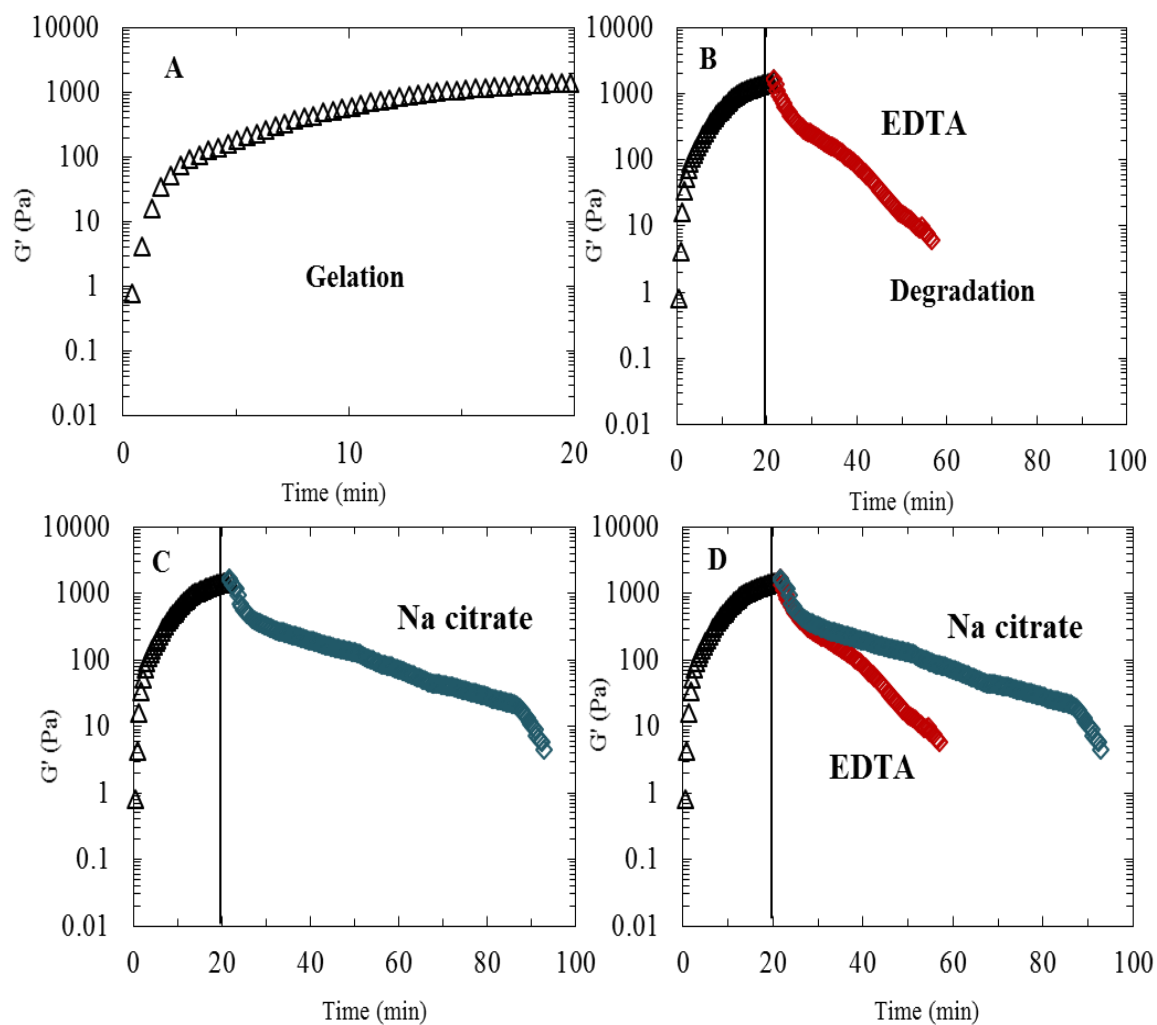 A
10000
1000
100
10
1
0.1
0.01
G' (Pa)
Gelation
0 10 20
Time (min)
B
10000
1000
100
10
1
0.1
0.01
G' (Pa)
EDTA
Degradation
0 20 40 60 80 100
Time (min)
C
10000
1000
100
10
1
0.1
0.01
G' (Pa)
Na citrate
0 20 40 60 80 100
Time (min)
D
10000
1000
100
10
1
0.1
0.01
G' (Pa)
Na citrate
EDTA
0 20 40 60 80 100
Time (min)